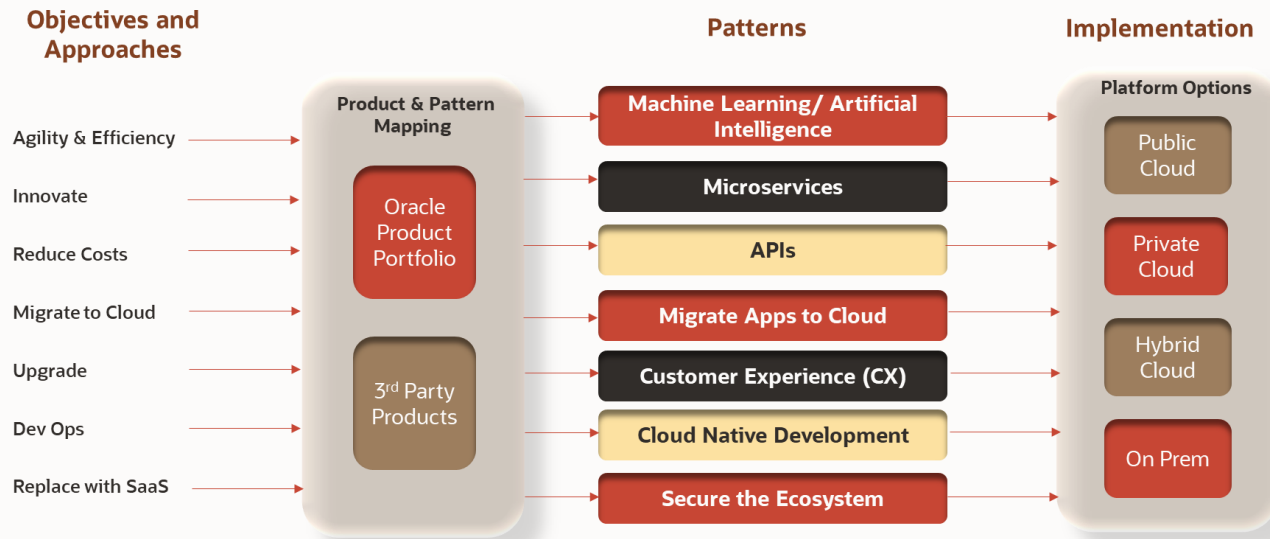 Objectives and
Approaches
Patterns
Implementation
Agility & Efficiency
Innovate
Reduce Costs
Migrate to Cloud
Upgrade
Dev Ops
Replace with SaaS
Product & Pattern
Mapping
Oracle
Product
Portfolio
3rd Party
Products
Machine Learning/ Artificial
Intelligence
Microservices
APIs
Migrate Apps to Cloud
Customer Experience (CX)
Cloud Native Development
Secure the Ecosystem
Platform Options
Public
Cloud
Private
Cloud
Hybrid
Cloud
On Prem